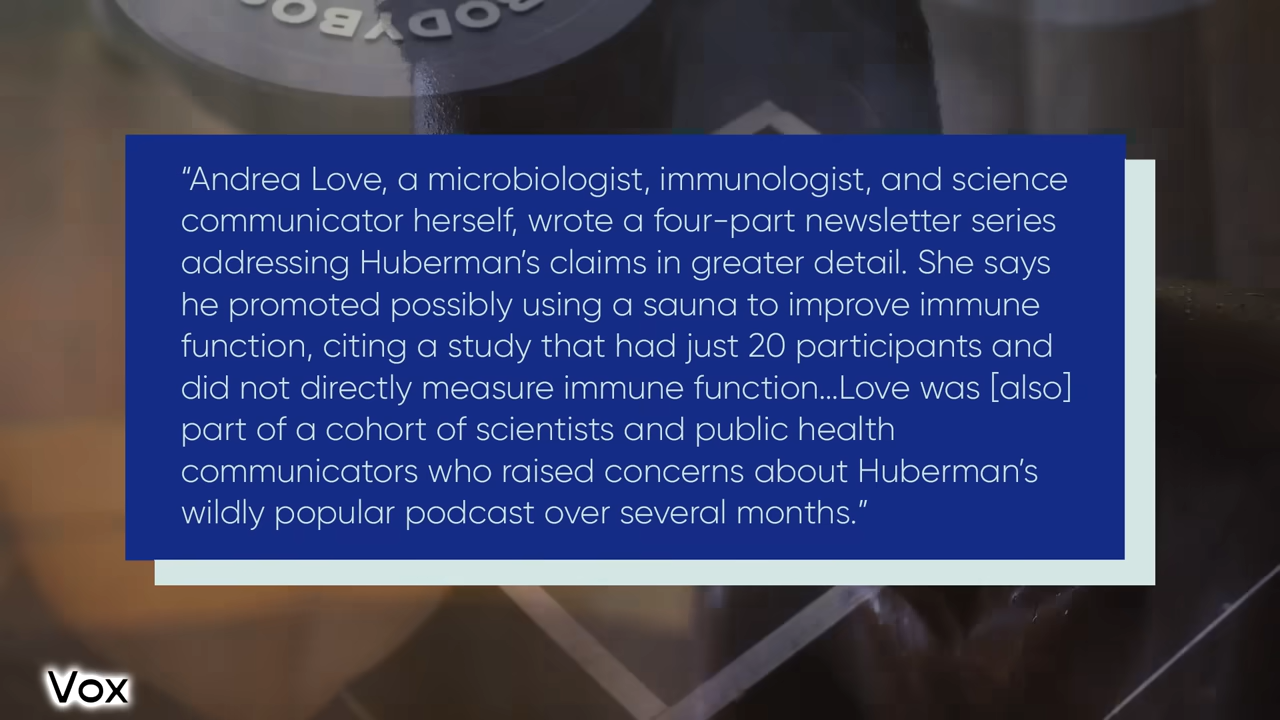 BODYBO
“Andrea Love, a microbiologist, immunologist, and science
communicator herself, wrote a four-part newsletter series
addressing Huberman’s claims in greater detail. She says
he promoted possibly using a sauna to improve immune
function, citing a study that had just 20 participants and
did not directly measure immune function...Love was [also]
part of a cohort of scientists and public health
communicators who raised concerns about Huberman’s
wildly popular podcast over several months.”
Vox